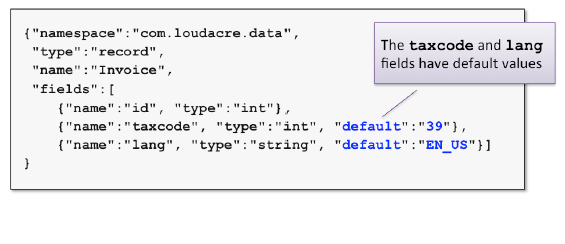 {"namespace":"com.loudacre.data",
"type":"record",
"name":"Invoice",
"fields":[
{"name":"id", "type":"int"},
{"name":"taxcode", "type":"int", "default":"39"},
{"name":"lang", "type":"string", "default":"EN_US"}]
}
The taxcode and lang
fields have default values